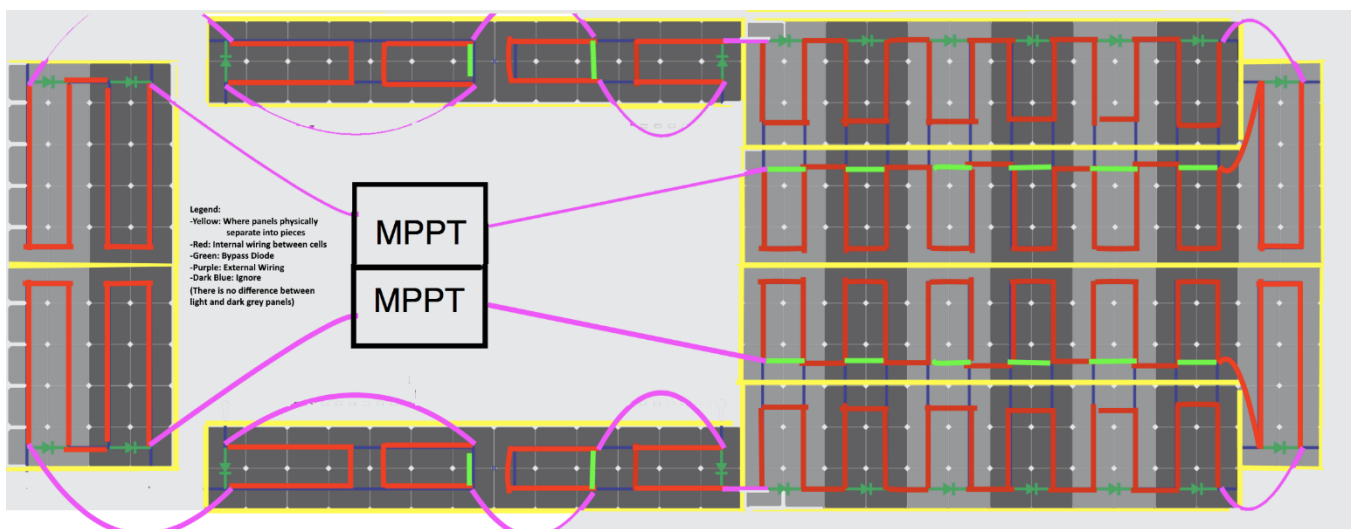 Legend:
-Yellow: Where panels physically
separate into pieces
-Red: Internal wiring between cells
-Green: Bypass Diode
-Purple: External Wiring
-Dark Blue: Ignore
(There is no difference between
light and dark grey panels)
MPPT
MPPT